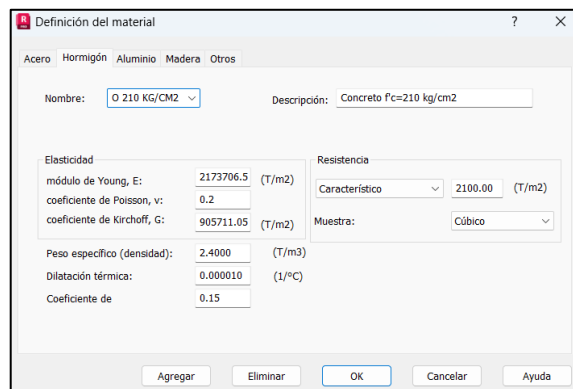 Definición del material
?
Acero Hormigón Aluminio Madera Otros
Nombre: O 210 KG/CM2 Descripción: Concreto f'c=210 kg/cm2
Elasticidad
módulo de Young, E: 2173706.5 (T/m2)
coeficiente de Poisson, v: 0.2
coeficiente de Kirchoff, G: 905711.05 (T/m2)
Resistencia
Característico 2100.00 (T/m2)
Muestra: Cúbico
Peso específico (densidad): 2.4000 (T/m3)
Dilatación térmica: 0.000010 (1/°C)
Coeficiente de 0.15
Agregar Eliminar OK Cancelar Ayuda